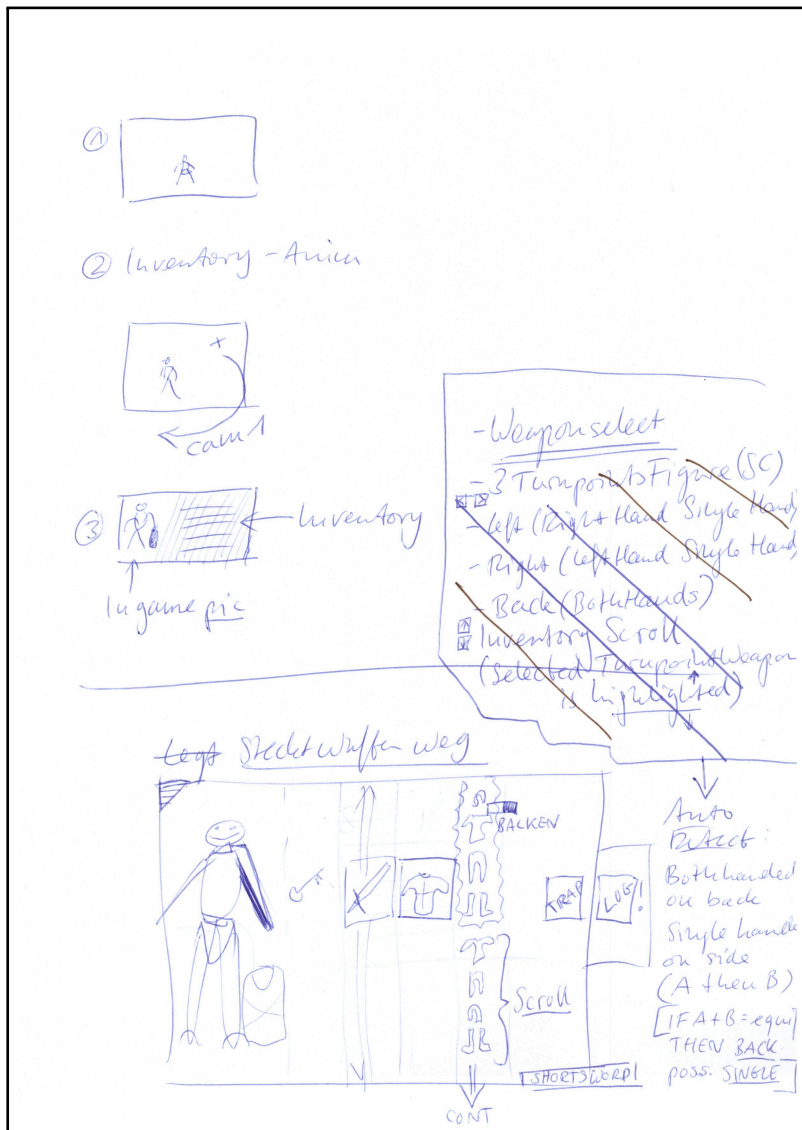 ①
② Inventory - Anim
cam 1
③
Inventory
Ingame pic
- Weaponselect
- 3 Turnpoints Figure (SC)
- Left (Right Hand Single Hand)
- Right (Left Hand Single Hand)
- Back (Both Hands)
Inventory Scroll
(Selected Turnpoint Weapon
is highlighted)
Legt Steckt Waffen weg
BACKEN
TRAP
LOG!
Scroll
SHORTSWORD
CONT
Auto
Detect:
Bothhanded
on back
Single hande
on side
(A then B)
[IF A+B = equi
THEN BACK
poss. SINGLE]